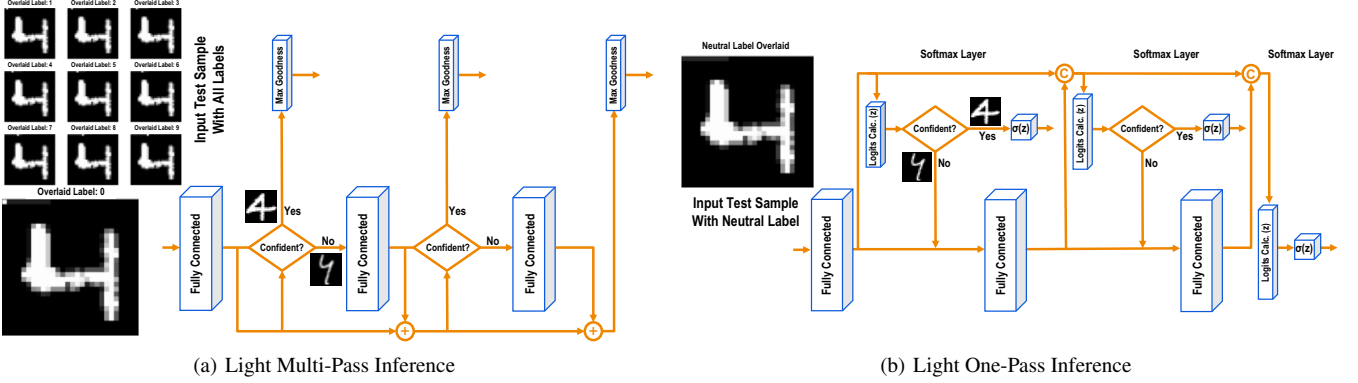 Overlaid Label: 1
Overlaid Label: 2
Overlaid Label: 3
Overlaid Label: 4
Overlaid Label: 5
Overlaid Label: 6
Overlaid Label: 7
Overlaid Label: 8
Overlaid Label: 9
Overlaid Label: 0
Input Test Sample
With All Labels
Fully Connected
4
Confident?
Yes
No
4
Max Goodness
Fully Connected
+
Confident?
Yes
No
Max Goodness
Fully Connected
+
Max Goodness
(a) Light Multi-Pass Inference
Neutral Label Overlaid
Input Test Sample
With Neutral Label
Fully Connected
Softmax Layer
Logits Calc. (z)
Confident?
4
Yes
σ(z)
No
4
Fully Connected
C
Softmax Layer
Logits Calc. (z)
Confident?
Yes
σ(z)
No
Fully Connected
C
Softmax Layer
Logits Calc. (z)
σ(z)
(b) Light One-Pass Inference